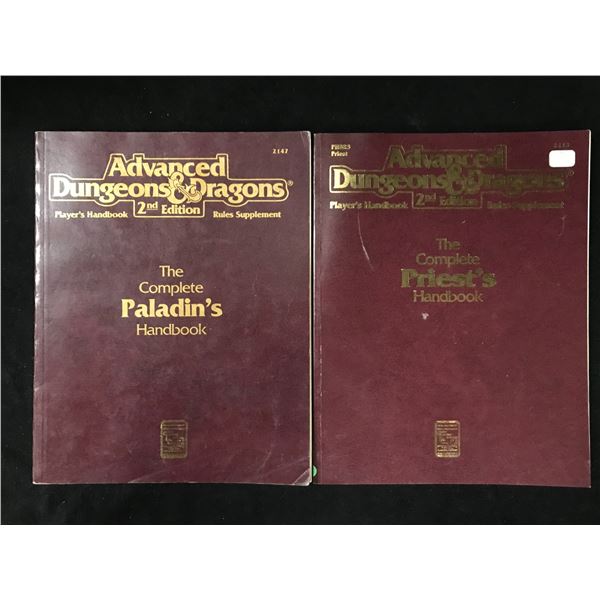 2147
Advanced
Dungeons & Dragons®
2nd Edition
Player's Handbook
Rules Supplement
The
Complete
Paladin's
Handbook
PHBR3
Priest
Advanced
Dungeons & Dragons
2nd Edition
Player's Handbook
Rules Supplement
The
Complete
Priest's
Handbook